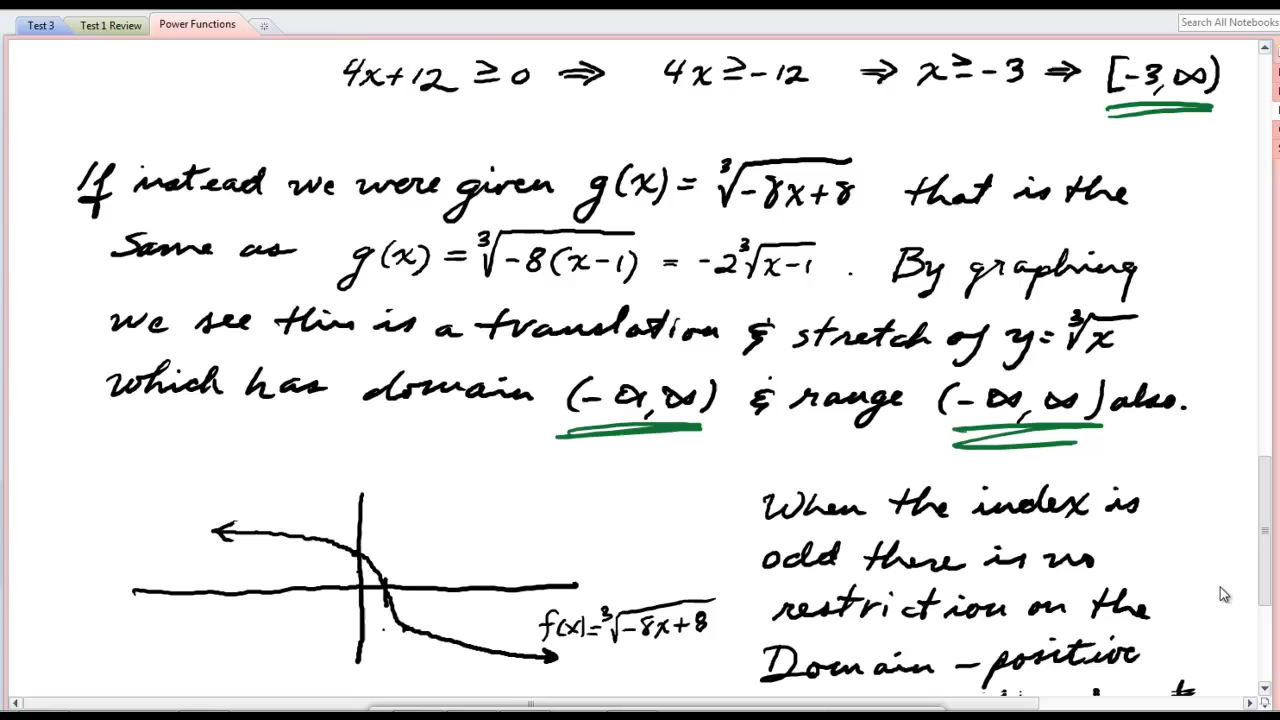 Test 3 Test 1 Review Power Functions
Search All Notebooks
4x+12 ≥ 0 ⇒ 4x ≥ -12 ⇒ x ≥ -3 ⇒ [-3, ∞)
If instead we were given g(x) = ∛(-8x+8) that is the
Same as g(x) = ∛(-8(x-1)) = -2∛(x-1) . By graphing
we see this is a translation & stretch of y = ∛x
which has domain (-∞, ∞) & range (-∞, ∞) also.
When the index is
odd there is no
restriction on the
Domain - positive
f(x) = ∛(-8x+8)